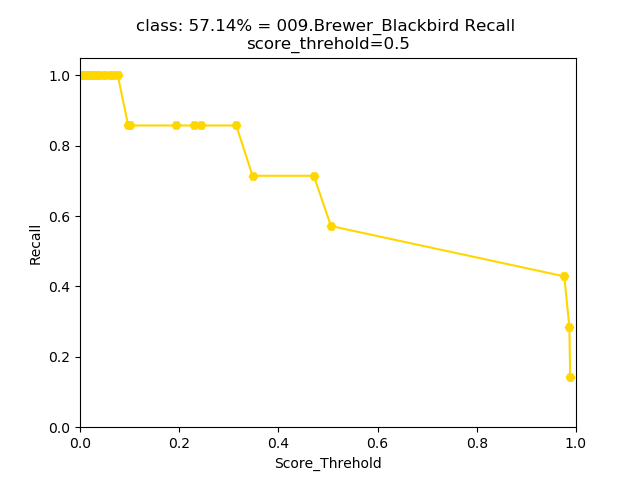 class: 57.14% = 009.Brewer_Blackbird Recall
score_threhold=0.5
1.0
0.8
0.6
0.4
0.2
0.0
Recall
0.0 0.2 0.4 0.6 0.8 1.0
Score_Threhold